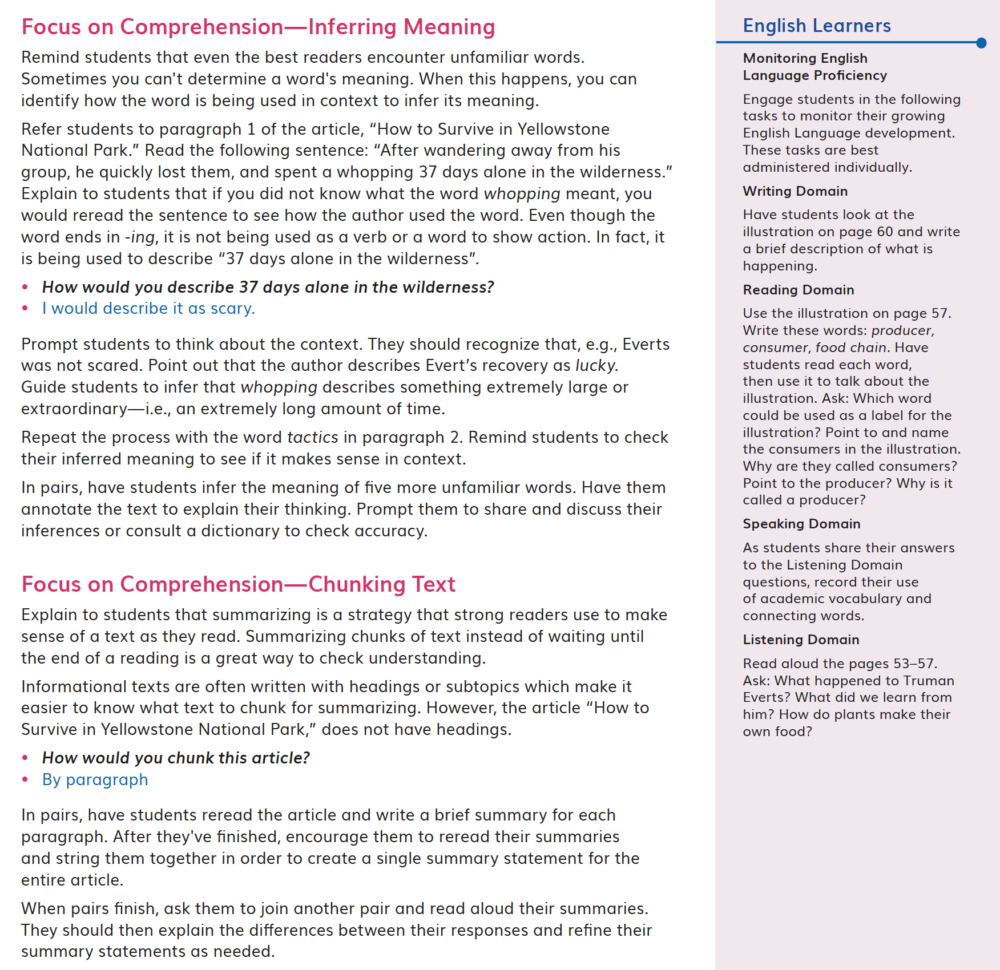 Focus on Comprehension—Inferring Meaning
Remind students that even the best readers encounter unfamiliar words.
Sometimes you can't determine a word's meaning. When this happens, you can
identify how the word is being used in context to infer its meaning.
Refer students to paragraph 1 of the article, “How to Survive in Yellowstone
National Park.” Read the following sentence: “After wandering away from his
group, he quickly lost them, and spent a whopping 37 days alone in the wilderness.”
Explain to students that if you did not know what the word whopping meant, you
would reread the sentence to see how the author used the word. Even though the
word ends in -ing, it is not being used as a verb or a word to show action. In fact, it
is being used to describe “37 days alone in the wilderness”.
• How would you describe 37 days alone in the wilderness?
• I would describe it as scary.
Prompt students to think about the context. They should recognize that, e.g., Everts
was not scared. Point out that the author describes Evert’s recovery as lucky.
Guide students to infer that whopping describes something extremely large or
extraordinary—i.e., an extremely long amount of time.
Repeat the process with the word tactics in paragraph 2. Remind students to check
their inferred meaning to see if it makes sense in context.
In pairs, have students infer the meaning of five more unfamiliar words. Have them
annotate the text to explain their thinking. Prompt them to share and discuss their
inferences or consult a dictionary to check accuracy.
Focus on Comprehension—Chunking Text
Explain to students that summarizing is a strategy that strong readers use to make
sense of a text as they read. Summarizing chunks of text instead of waiting until
the end of a reading is a great way to check understanding.
Informational texts are often written with headings or subtopics which make it
easier to know what text to chunk for summarizing. However, the article “How to
Survive in Yellowstone National Park,” does not have headings.
• How would you chunk this article?
• By paragraph
In pairs, have students reread the article and write a brief summary for each
paragraph. After they've finished, encourage them to reread their summaries
and string them together in order to create a single summary statement for the
entire article.
When pairs finish, ask them to join another pair and read aloud their summaries.
They should then explain the differences between their responses and refine their
summary statements as needed.
English Learners
Monitoring English
Language Proficiency
Engage students in the following
tasks to monitor their growing
English Language development.
These tasks are best
administered individually.
Writing Domain
Have students look at the
illustration on page 60 and write
a brief description of what is
happening.
Reading Domain
Use the illustration on page 57.
Write these words: producer,
consumer, food chain. Have
students read each word,
then use it to talk about the
illustration. Ask: Which word
could be used as a label for the
illustration? Point to and name
the consumers in the illustration.
Why are they called consumers?
Point to the producer? Why is it
called a producer?
Speaking Domain
As students share their answers
to the Listening Domain
questions, record their use
of academic vocabulary and
connecting words.
Listening Domain
Read aloud the pages 53–57.
Ask: What happened to Truman
Everts? What did we learn from
him? How do plants make their
own food?